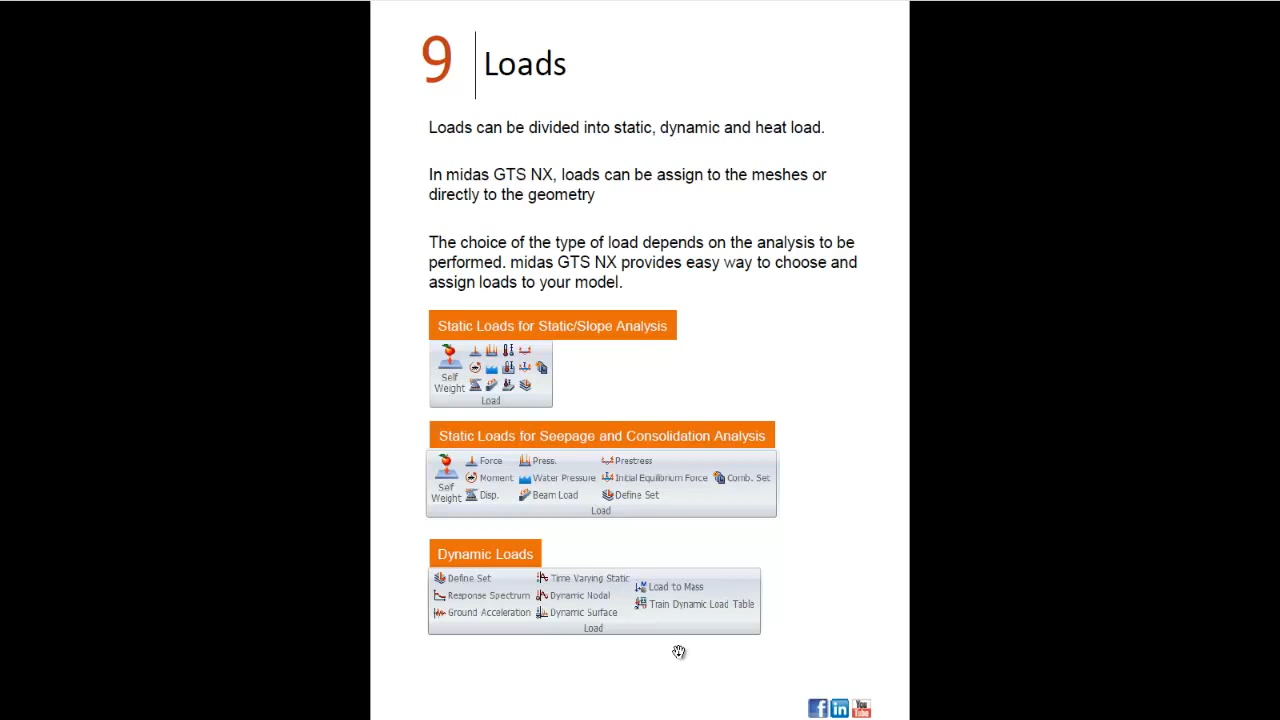 9 Loads
Loads can be divided into static, dynamic and heat load.
In midas GTS NX, loads can be assign to the meshes or
directly to the geometry
The choice of the type of load depends on the analysis to be
performed. midas GTS NX provides easy way to choose and
assign loads to your model.
Static Loads for Static/Slope Analysis
Self
Weight
Load
Static Loads for Seepage and Consolidation Analysis
Self
Weight
Force Press. Prestress
Moment Water Pressure Initial Equilibrium Force Comb. Set
Disp. Beam Load Define Set
Load
Dynamic Loads
Define Set Time Varying Static Load to Mass
Response Spectrum Dynamic Nodal Train Dynamic Load Table
Ground Acceleration Dynamic Surface
Load
f in You Tube